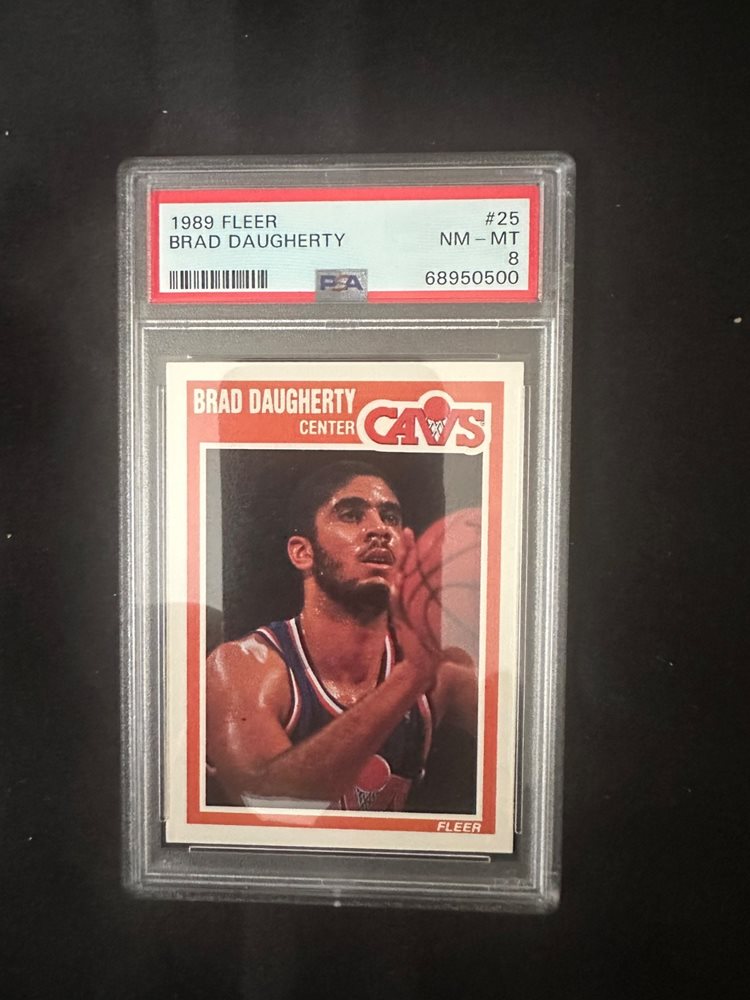 1989 FLEER #25
BRAD DAUGHERTY NM - MT
8
PSA 68950500
BRAD DAUGHERTY
CENTER CAVS
FLEER